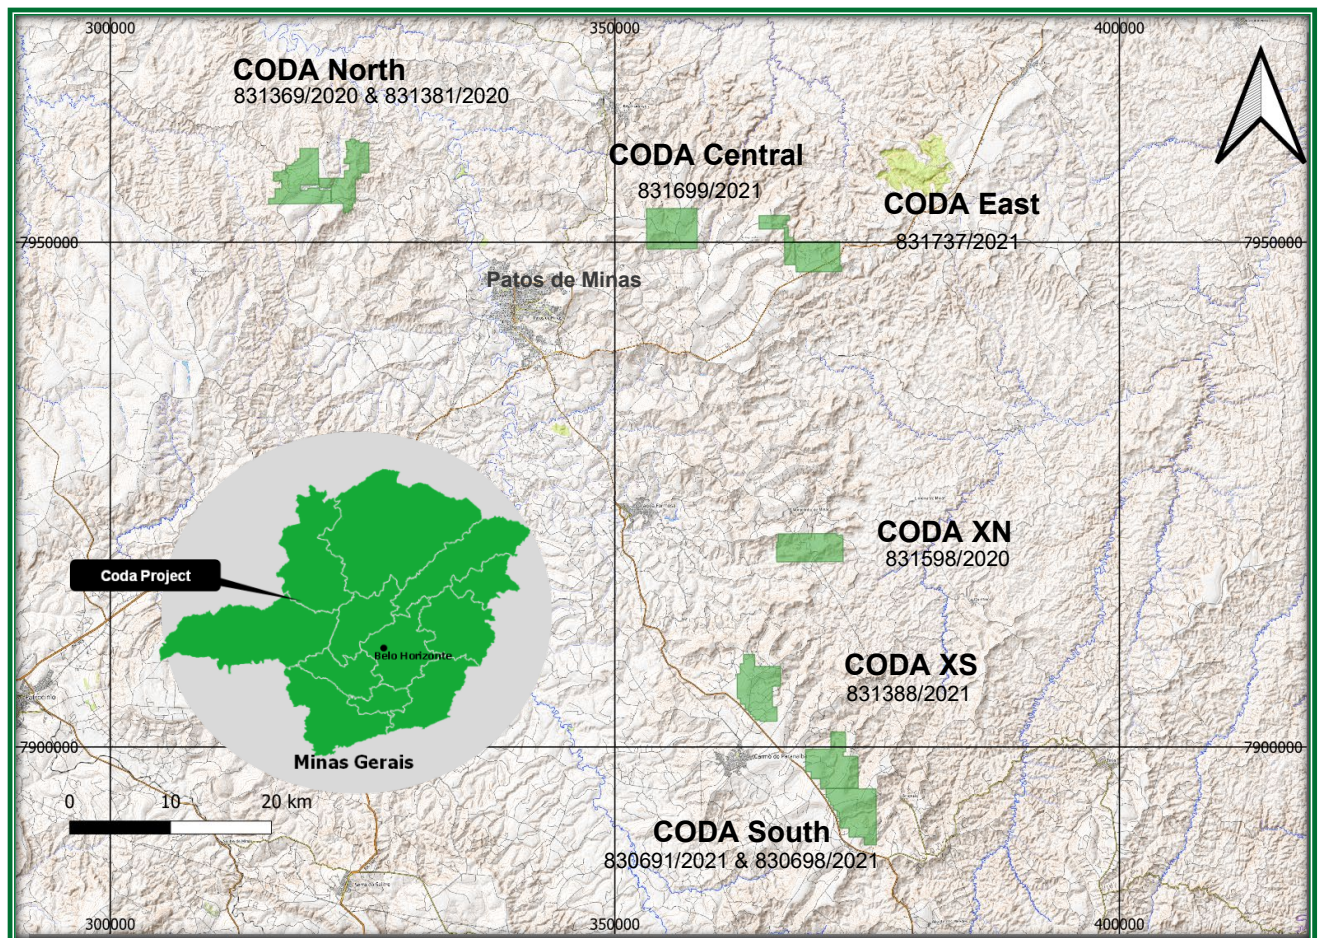 300000
350000
400000
CODA North
831369/2020 & 831381/2020
CODA Central
831699/2021
CODA East
831737/2021
7950000
7950000
Patos de Minas
CODA XN
831598/2020
Coda Project
Belo Horizonte
CODA XS
831388/2021
7900000
7900000
Minas Gerais
0
10
20 km
CODA South
830691/2021 & 830698/2021
300000
350000
400000